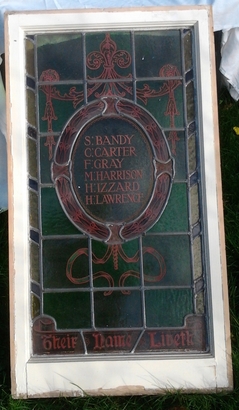 S. BANDY
C. CARTER
F. GRAY
M. HARRISON
H. IZZARD
H. LAWRENCE
Their Name Liveth